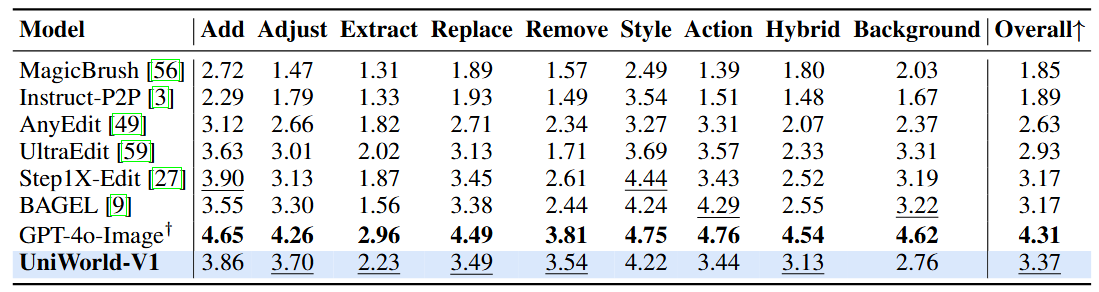 Model Add Adjust Extract Replace Remove Style Action Hybrid Background Overall↑
MagicBrush [56] 2.72 1.47 1.31 1.89 1.57 2.49 1.39 1.80 2.03 1.85
Instruct-P2P [3] 2.29 1.79 1.33 1.93 1.49 3.54 1.51 1.48 1.67 1.89
AnyEdit [49] 3.12 2.66 1.82 2.71 2.34 3.27 3.31 2.07 2.37 2.63
UltraEdit [59] 3.63 3.01 2.02 3.13 1.71 3.69 3.57 2.33 3.31 2.93
Step1X-Edit [27] 3.90 3.13 1.87 3.45 2.61 4.44 3.43 2.52 3.19 3.17
BAGEL [9] 3.55 3.30 1.56 3.38 2.44 4.24 4.29 2.55 3.22 3.17
GPT-4o-Image† 4.65 4.26 2.96 4.49 3.81 4.75 4.76 4.54 4.62 4.31
UniWorld-V1 3.86 3.70 2.23 3.49 3.54 4.22 3.44 3.13 2.76 3.37